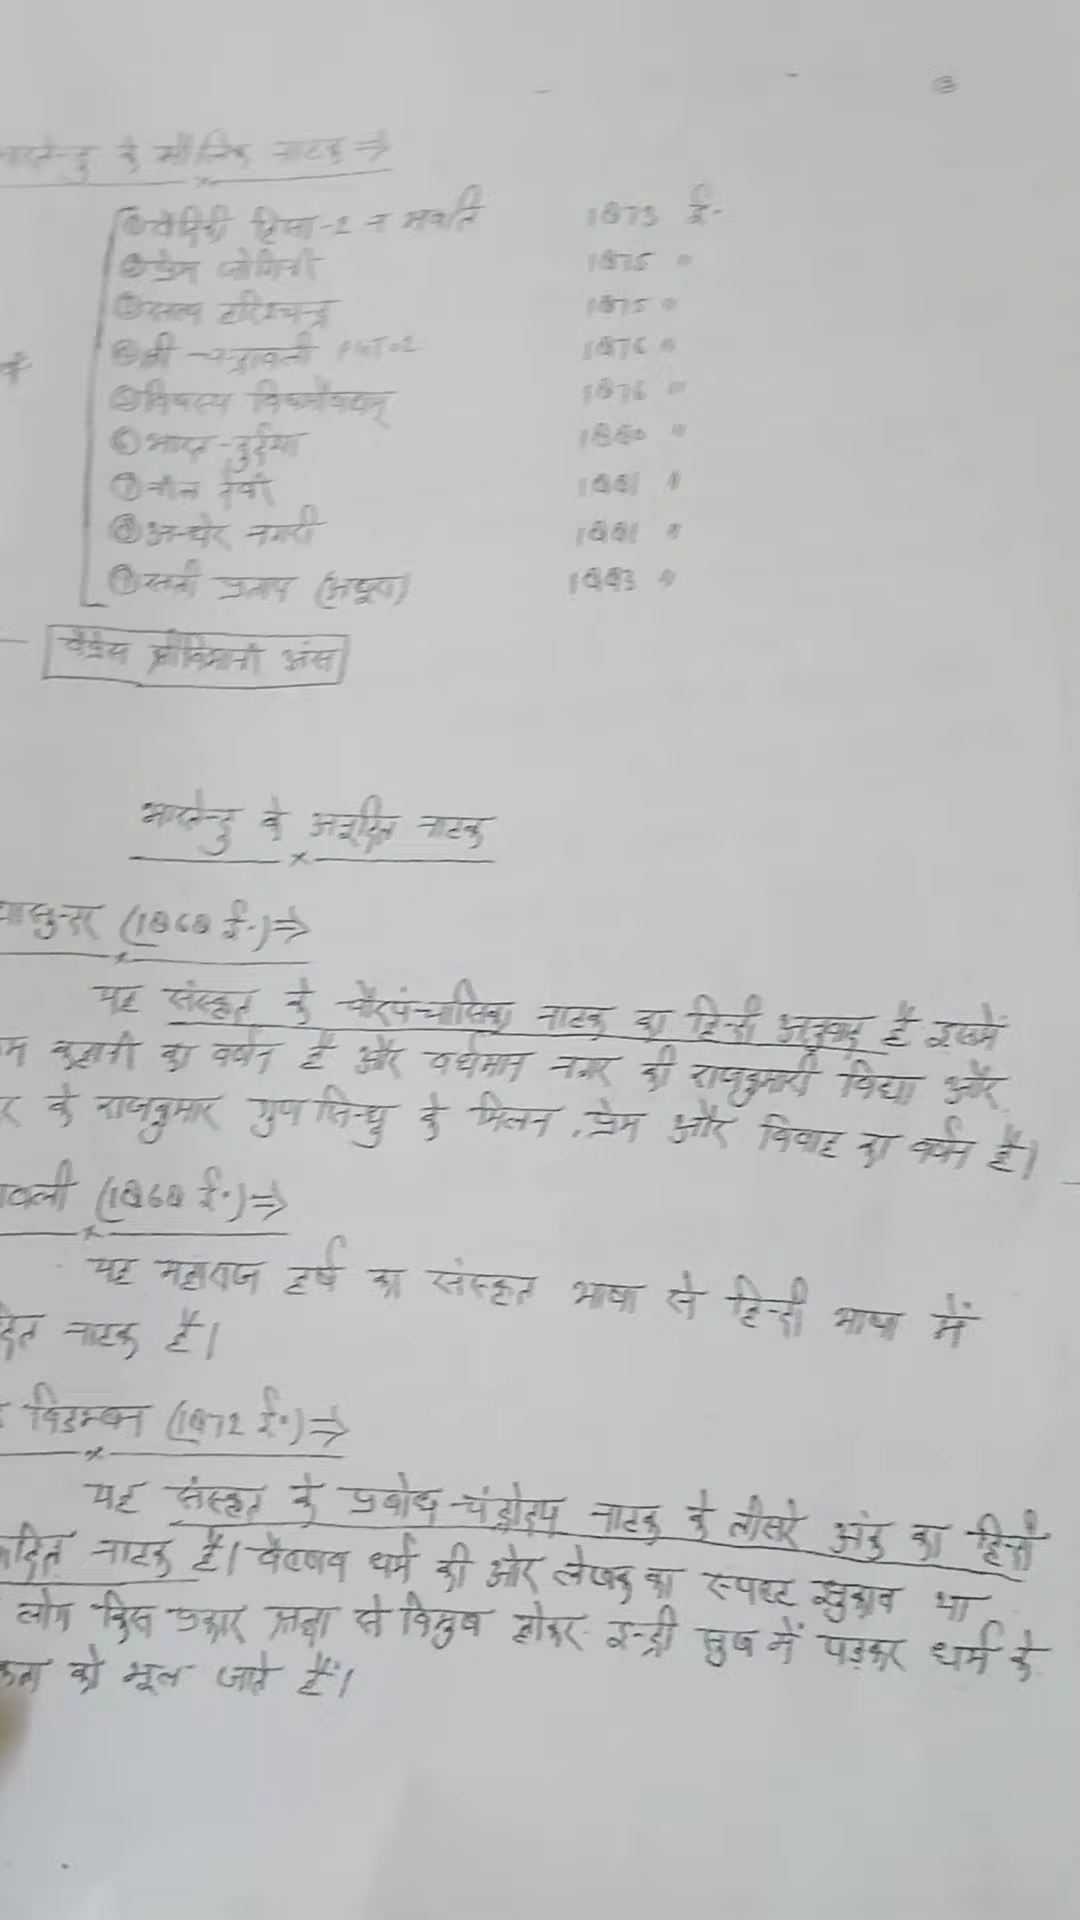 के मौलिक नाटक ⇒
① वैदिकी हिंसा-2 न भवति 1873 ई.
② प्रेम जोगिनी 1875 "
③ सत्य हरिश्चन्द्र 1875 "
④ श्री चन्द्रावली 1876 "
⑤ विषस्य विषमौषधम् 1876 "
⑥ भारत-दुर्दशा 1880 "
⑦ नील देवी 1881 "
⑧ अन्धेर नगरी 1881 "
⑨ सती प्रताप (अधूरा) 1883 "
भारतेन्दु के अनूदित नाटक
(1868 ई.) ⇒
यह संस्कृत के चौरपंचाशिका नाटक का हिन्दी अनुवाद है इसमें
कहानी का वर्णन है और वर्धमान नगर की राजकुमारी विद्या और
के राजकुमार गुण सिन्धु के मिलन, प्रेम और विवाह का वर्णन है।
वली (1868 ई.) ⇒
यह महाराज हर्ष का संस्कृत भाषा से हिन्दी भाषा में
दित नाटक है।
विडम्बन (1872 ई.) ⇒
यह संस्कृत के प्रबोध चंद्रोदय नाटक के तीसरे अंक का हिन्दी
दित नाटक है। वैष्णव धर्म की ओर लेखक का स्पष्ट झुकाव था
लोग किस प्रकार श्रद्धा से विमुख होकर इन्द्री सुख में पड़कर धर्म के
को भूल जाते हैं।